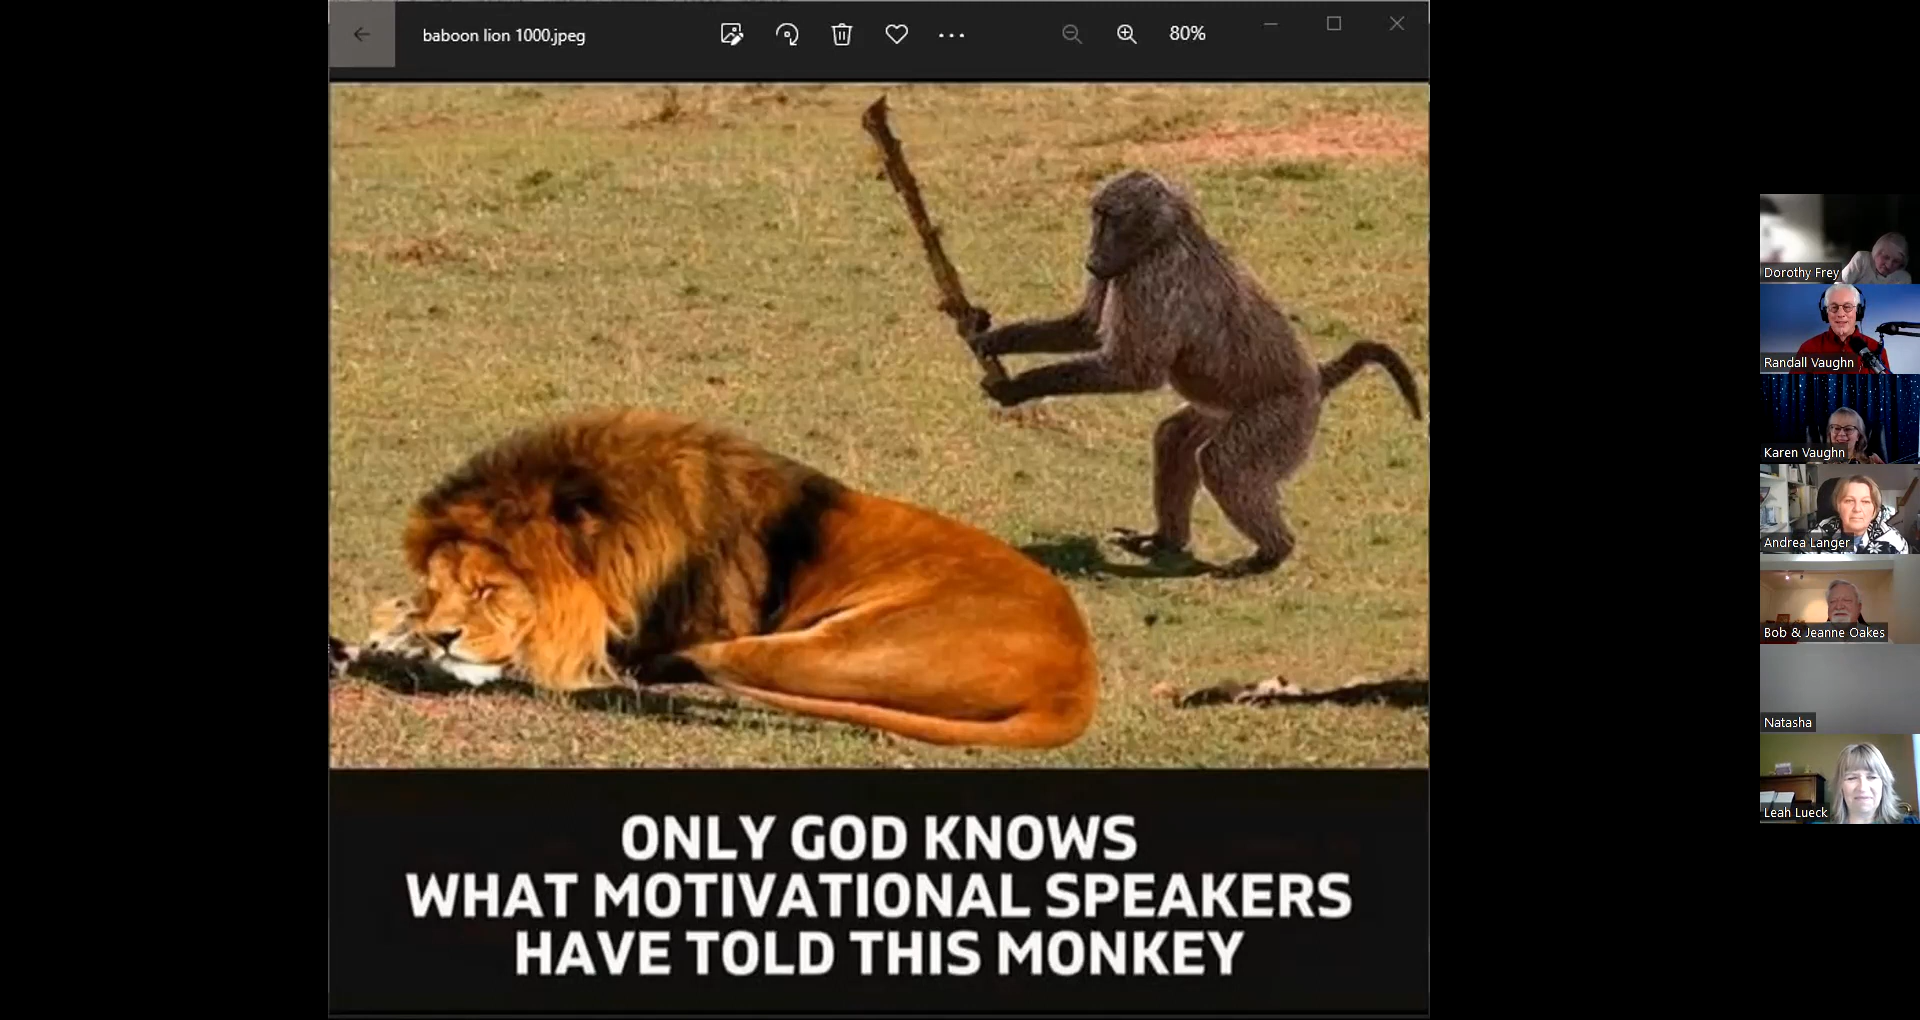 baboon lion 1000.jpeg
80%
ONLY GOD KNOWS
WHAT MOTIVATIONAL SPEAKERS
HAVE TOLD THIS MONKEY
Dorothy Frey
Randall Vaughn
Karen Vaughn
Andrea Langer
Bob & Jeanne Oakes
Natasha
Leah Lueck